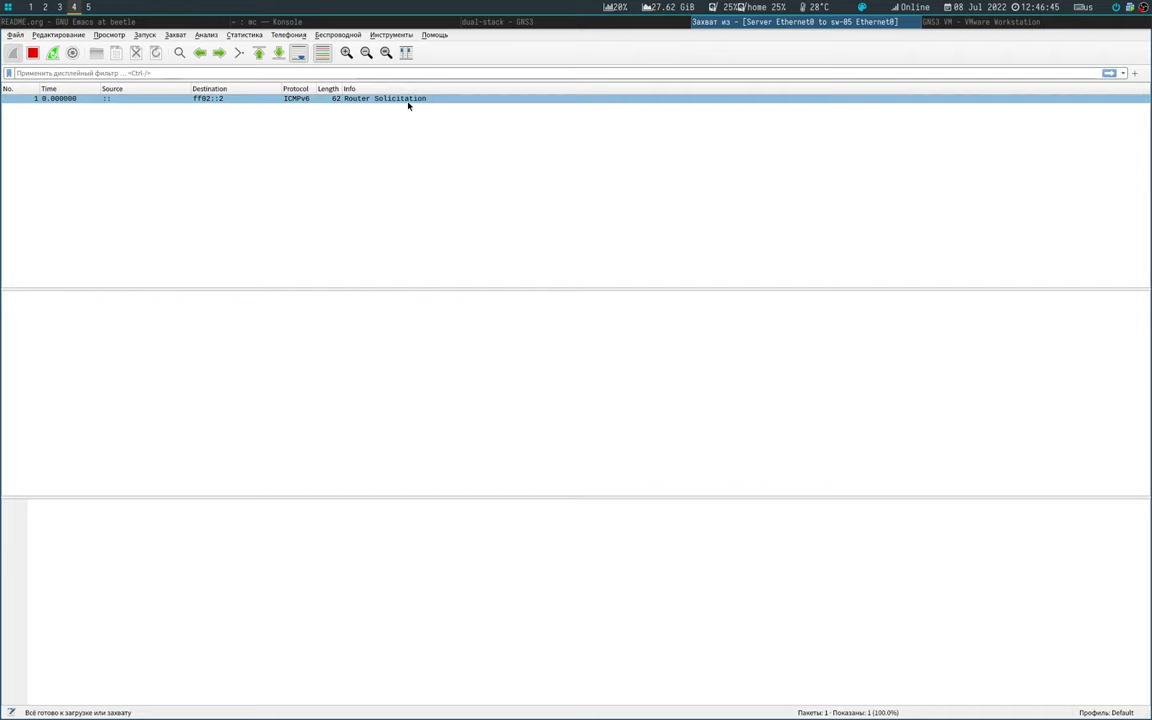 1 2 3 4 5 20% 27.62 GiB 25% /home 25% 28°C Online 08 Jul 2022 12:46:45 us
README.org - GNU Emacs at beetle ~ : mc — Konsole dual-stack - GNS3 Захват из - [Server Ethernet0 to sw-05 Ethernet0] GNS3 VM - VMware Workstation
Файл Редактирование Просмотр Запуск Захват Анализ Статистика Телефония Беспроводной Инструменты Помощь
Применить дисплейный фильтр ... <Ctrl-/>
No. Time Source Destination Protocol Length Info
1 0.000000 :: ff02::2 ICMPv6 62 Router Solicitation
Всё готово к загрузке или захвату Пакеты: 1 · Показаны: 1 (100.0%) Профиль: Default